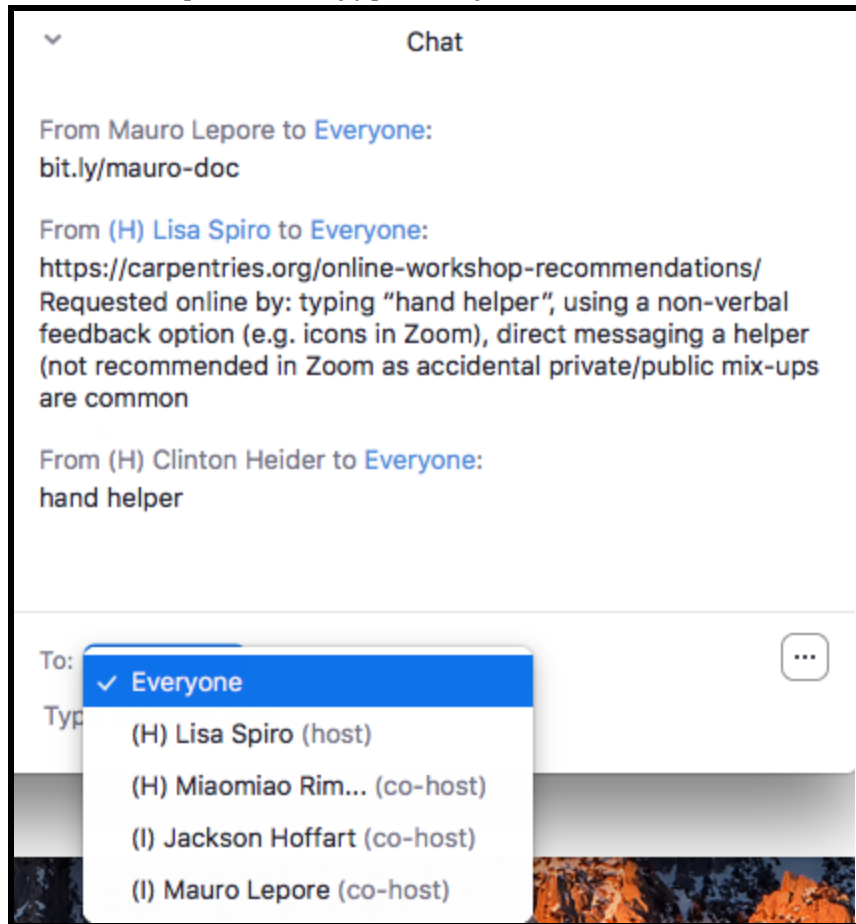 Chat
From Mauro Lepore to Everyone:
bit.ly/mauro-doc
From (H) Lisa Spiro to Everyone:
https://carpentries.org/online-workshop-recommendations/
Requested online by: typing “hand helper”, using a non-verbal
feedback option (e.g. icons in Zoom), direct messaging a helper
(not recommended in Zoom as accidental private/public mix-ups
are common
From (H) Clinton Heider to Everyone:
hand helper
To:
✓ Everyone
Typ
(H) Lisa Spiro (host)
(H) Miaomiao Rim... (co-host)
(I) Jackson Hoffart (co-host)
(I) Mauro Lepore (co-host)